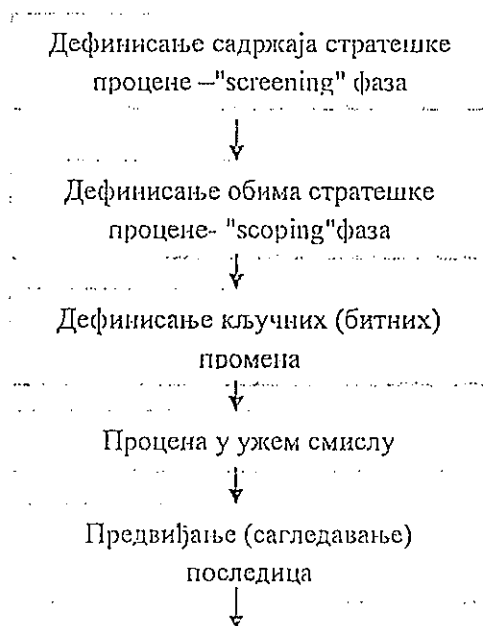 Дефинисање садржаја стратешке
процене –"screening" фаза
Дефинисање обима стратешке
процене- "scoping"фаза
Дефинисање кључних (битних)
промена
Процена у ужем смислу
Предвиђање (сагледавање)
последица